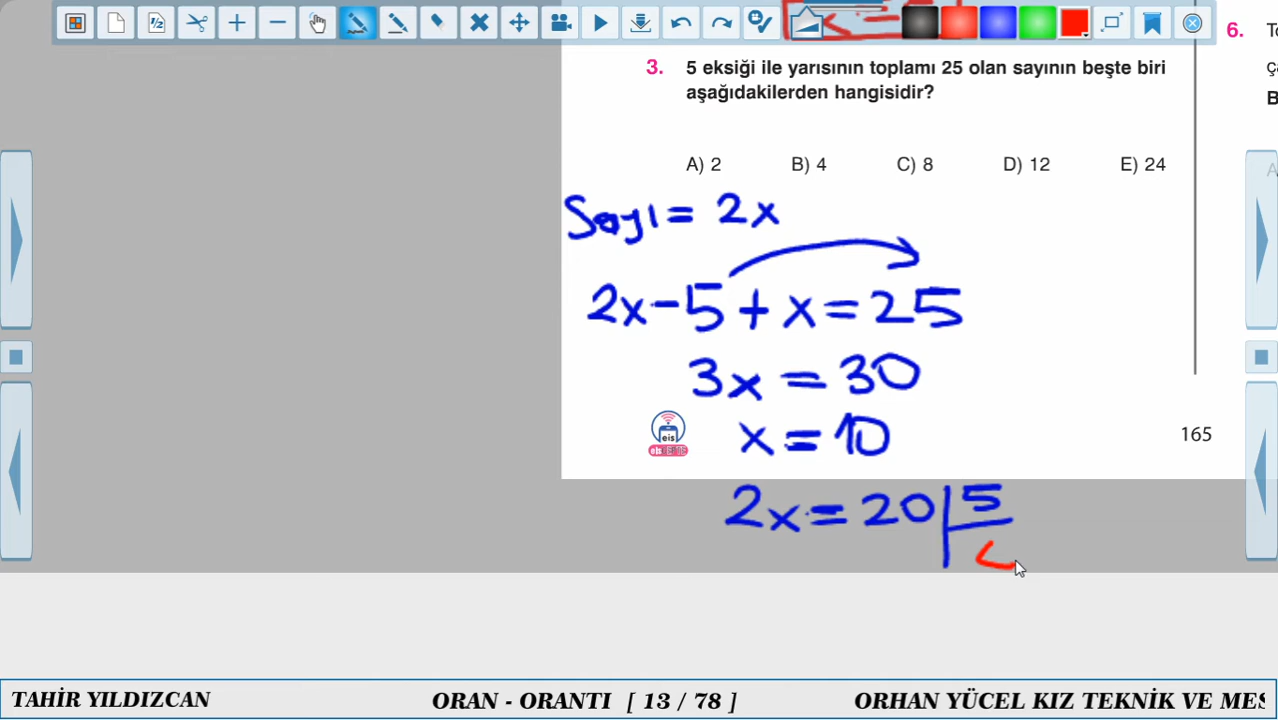 6.
3. 5 eksiği ile yarısının toplamı 25 olan sayının beşte biri
aşağıdakilerden hangisidir?
A) 2 B) 4 C) 8 D) 12 E) 24
Sayı = 2x
2x-5 + x = 25
3x = 30
x = 10
eis
165
2x = 20 5
TAHİR YILDIZCAN ORAN - ORANTI [ 13 / 78 ] ORHAN YÜCEL KIZ TEKNİK VE MES